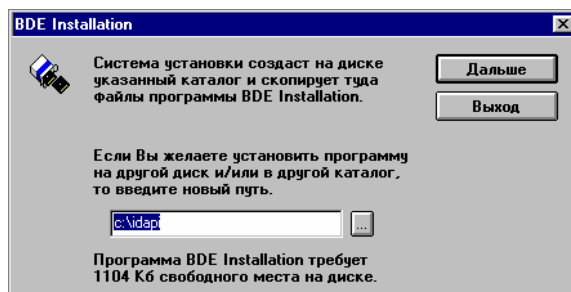 BDE Installation
Система установки создаст на диске
указанный каталог и скопирует туда
файлы программы BDE Installation.
Дальше
Выход
Если Вы желаете установить программу
на другой диск и/или в другой каталог,
то введите новый путь.
c:\idapi
...
Программа BDE Installation требует
1104 Кб свободного места на диске.